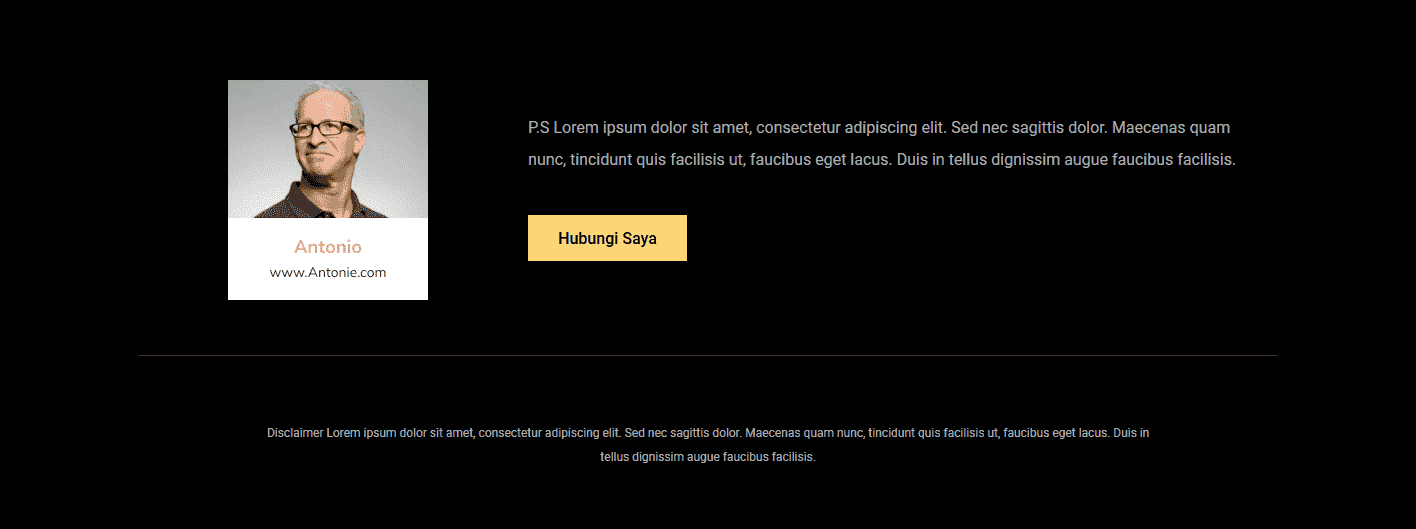 Antonio
www.Antonie.com
P.S Lorem ipsum dolor sit amet, consectetur adipiscing elit. Sed nec sagittis dolor. Maecenas quam
nunc, tincidunt quis facilisis ut, faucibus eget lacus. Duis in tellus dignissim augue faucibus facilisis.
Hubungi Saya
Disclaimer Lorem ipsum dolor sit amet, consectetur adipiscing elit. Sed nec sagittis dolor. Maecenas quam nunc, tincidunt quis facilisis ut, faucibus eget lacus. Duis in
tellus dignissim augue faucibus facilisis.